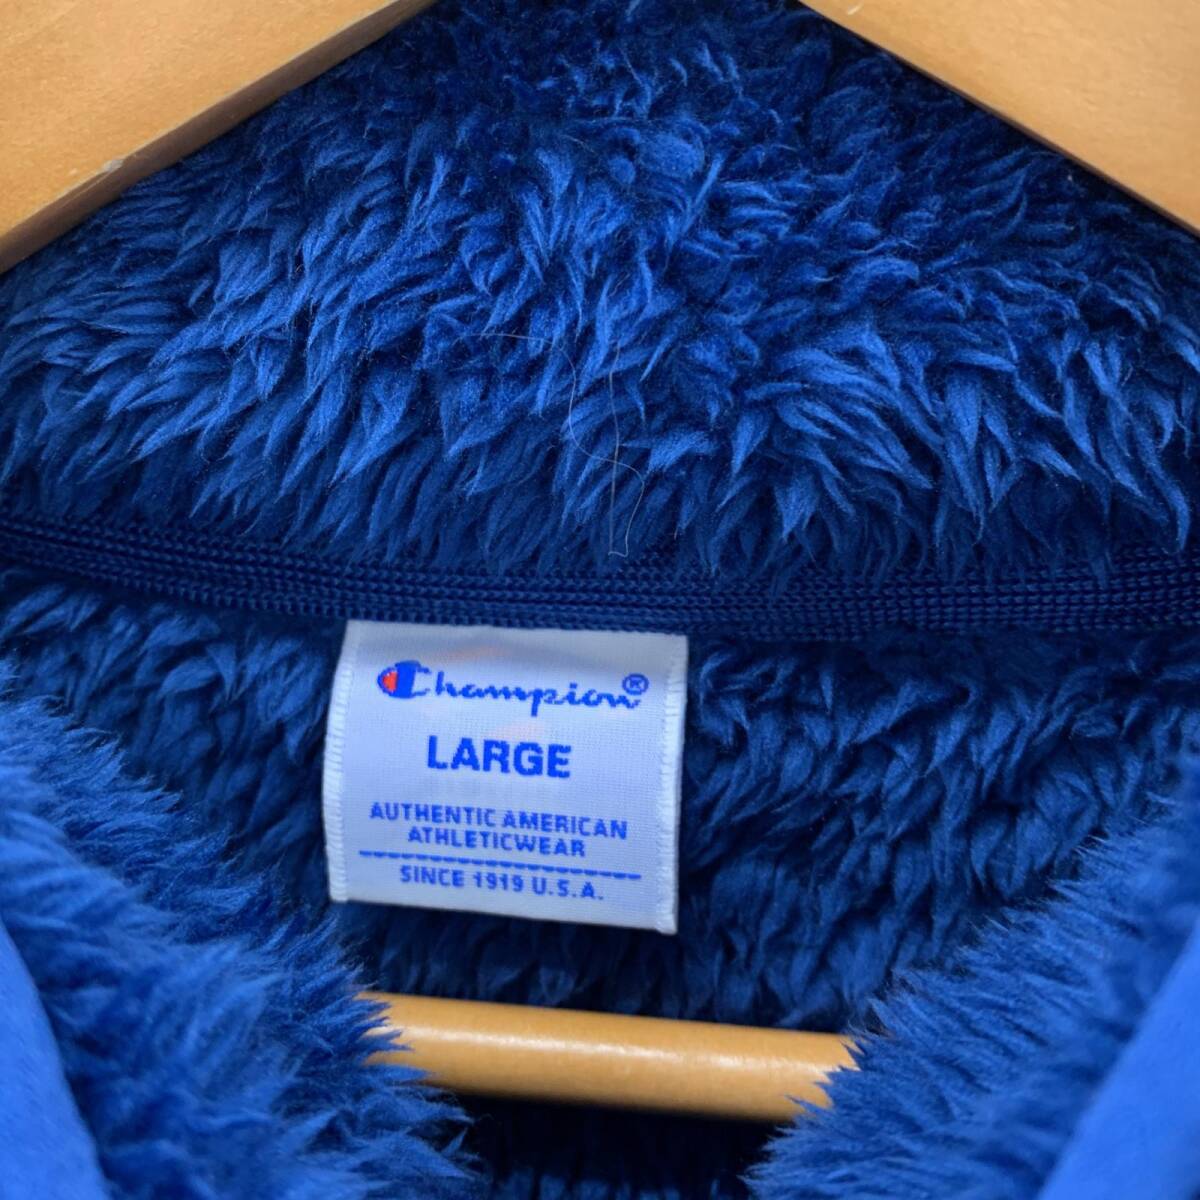 Champion®
LARGE
AUTHENTIC AMERICAN
ATHLETICWEAR
SINCE 1919 U.S.A.